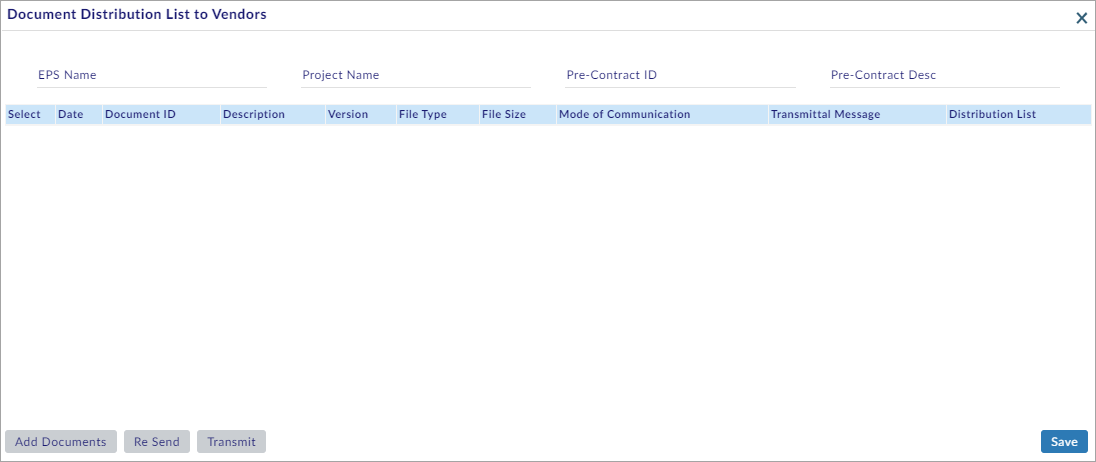 Document Distribution List to Vendors
EPS Name Project Name Pre-Contract ID Pre-Contract Desc
Select Date Document ID Description Version File Type File Size Mode of Communication Transmittal Message Distribution List
Add Documents Re Send Transmit Save